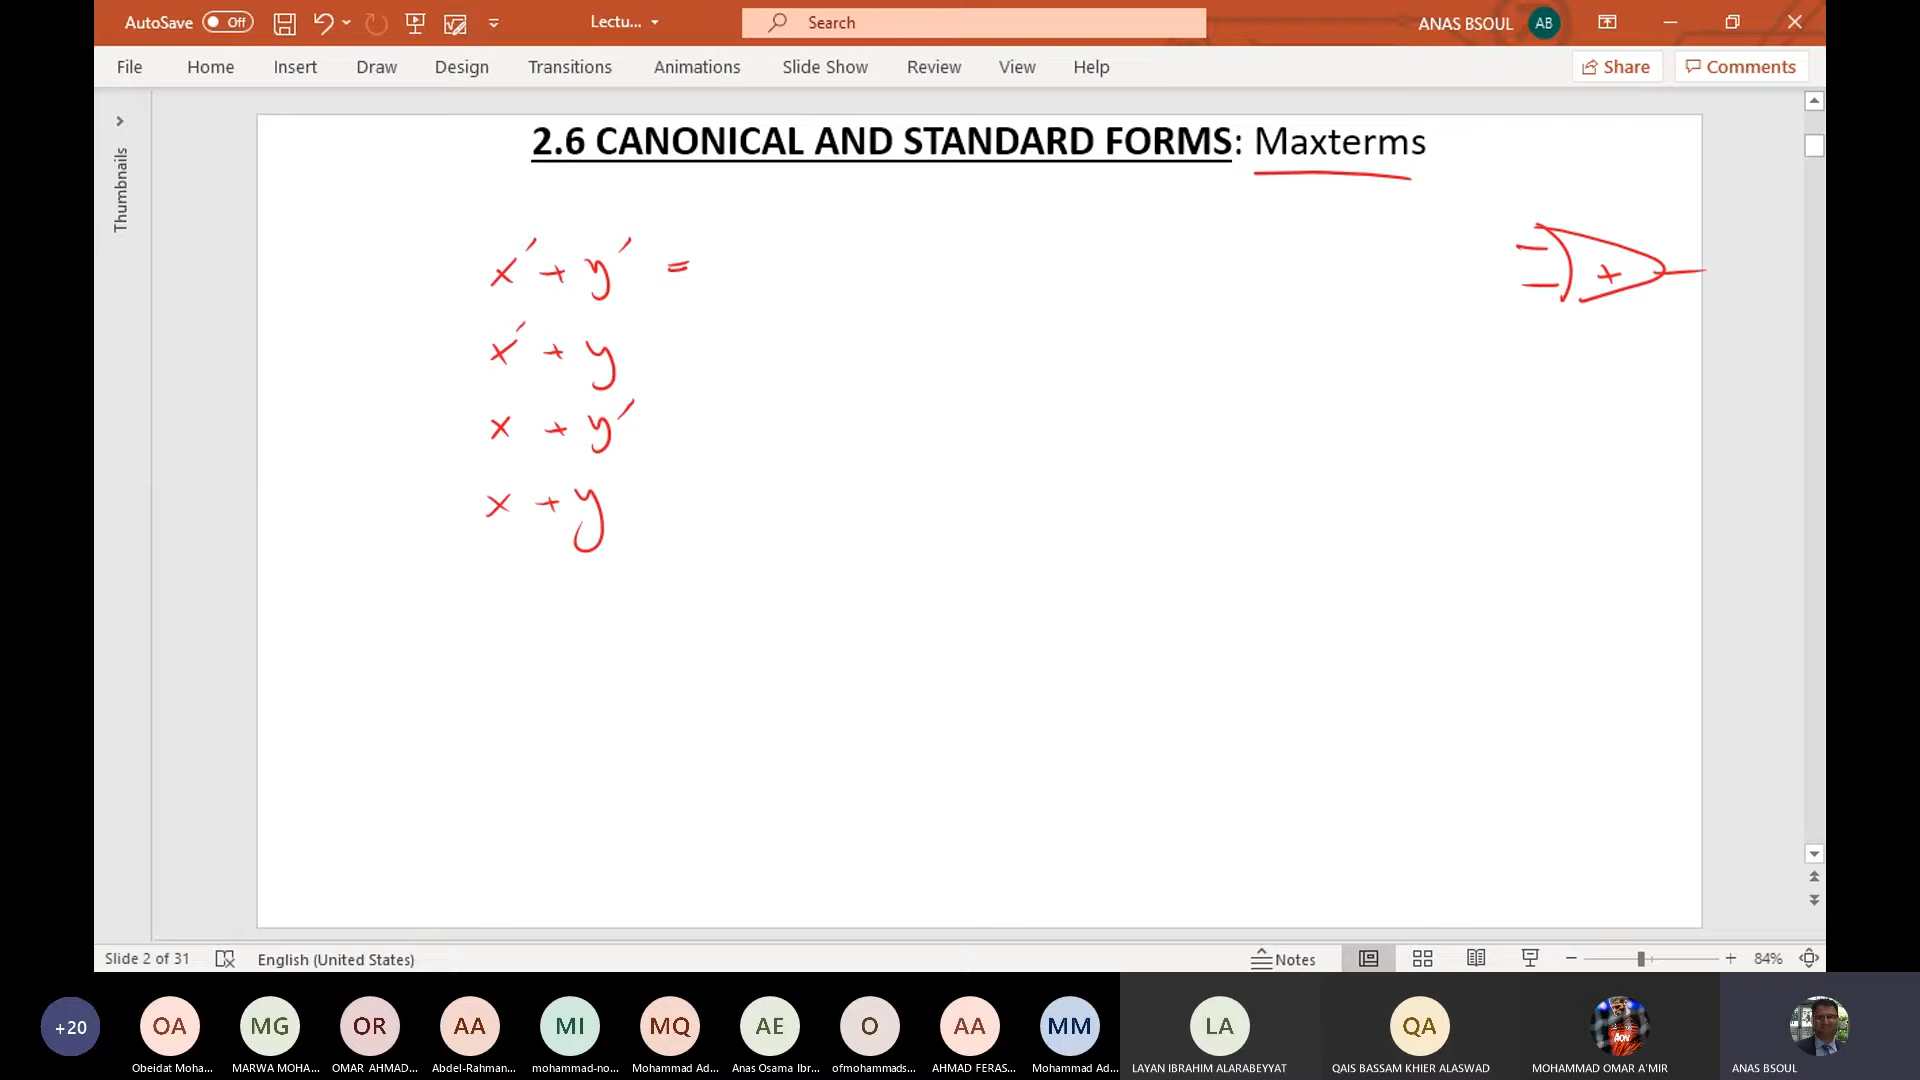 AutoSave Off Lectu... Search ANAS BSOUL AB
File Home Insert Draw Design Transitions Animations Slide Show Review View Help Share Comments
Thumbnails
2.6 CANONICAL AND STANDARD FORMS: Maxterms
x' + y' =
+
x' + y
x + y'
x + y
Slide 2 of 31 English (United States) Notes 84%
+20 OA MG OR AA MI MQ AE O AA MM LA QA
Obeidat Moha... MARWA MOHA... OMAR AHMAD... Abdel-Rahman... mohammad-no... Mohammad Ad... Anas Osama Ibr... ofmohammads... AHMAD FERAS... Mohammad Ad... LAYAN IBRAHIM ALARABEYYAT QAIS BASSAM KHIER ALASWAD MOHAMMAD OMAR A'MIR ANAS BSOUL